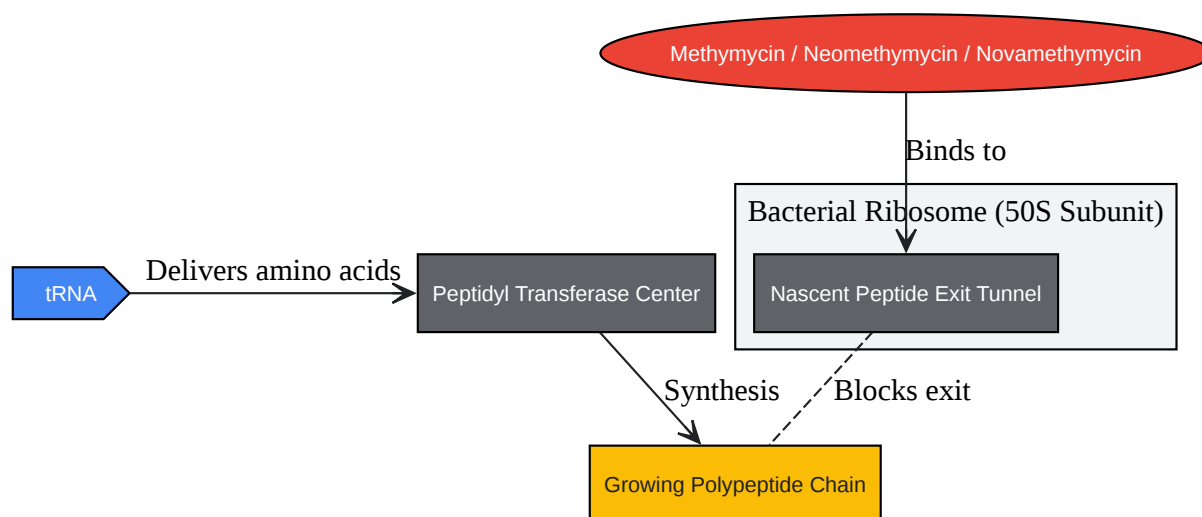 Methymycin / Neomethymycin / Novamethymycin
Binds to
Bacterial Ribosome (50S Subunit)
Delivers amino acids
tRNA
Peptidyl Transferase Center
Nascent Peptide Exit Tunnel
Synthesis
Blocks exit
Growing Polypeptide Chain